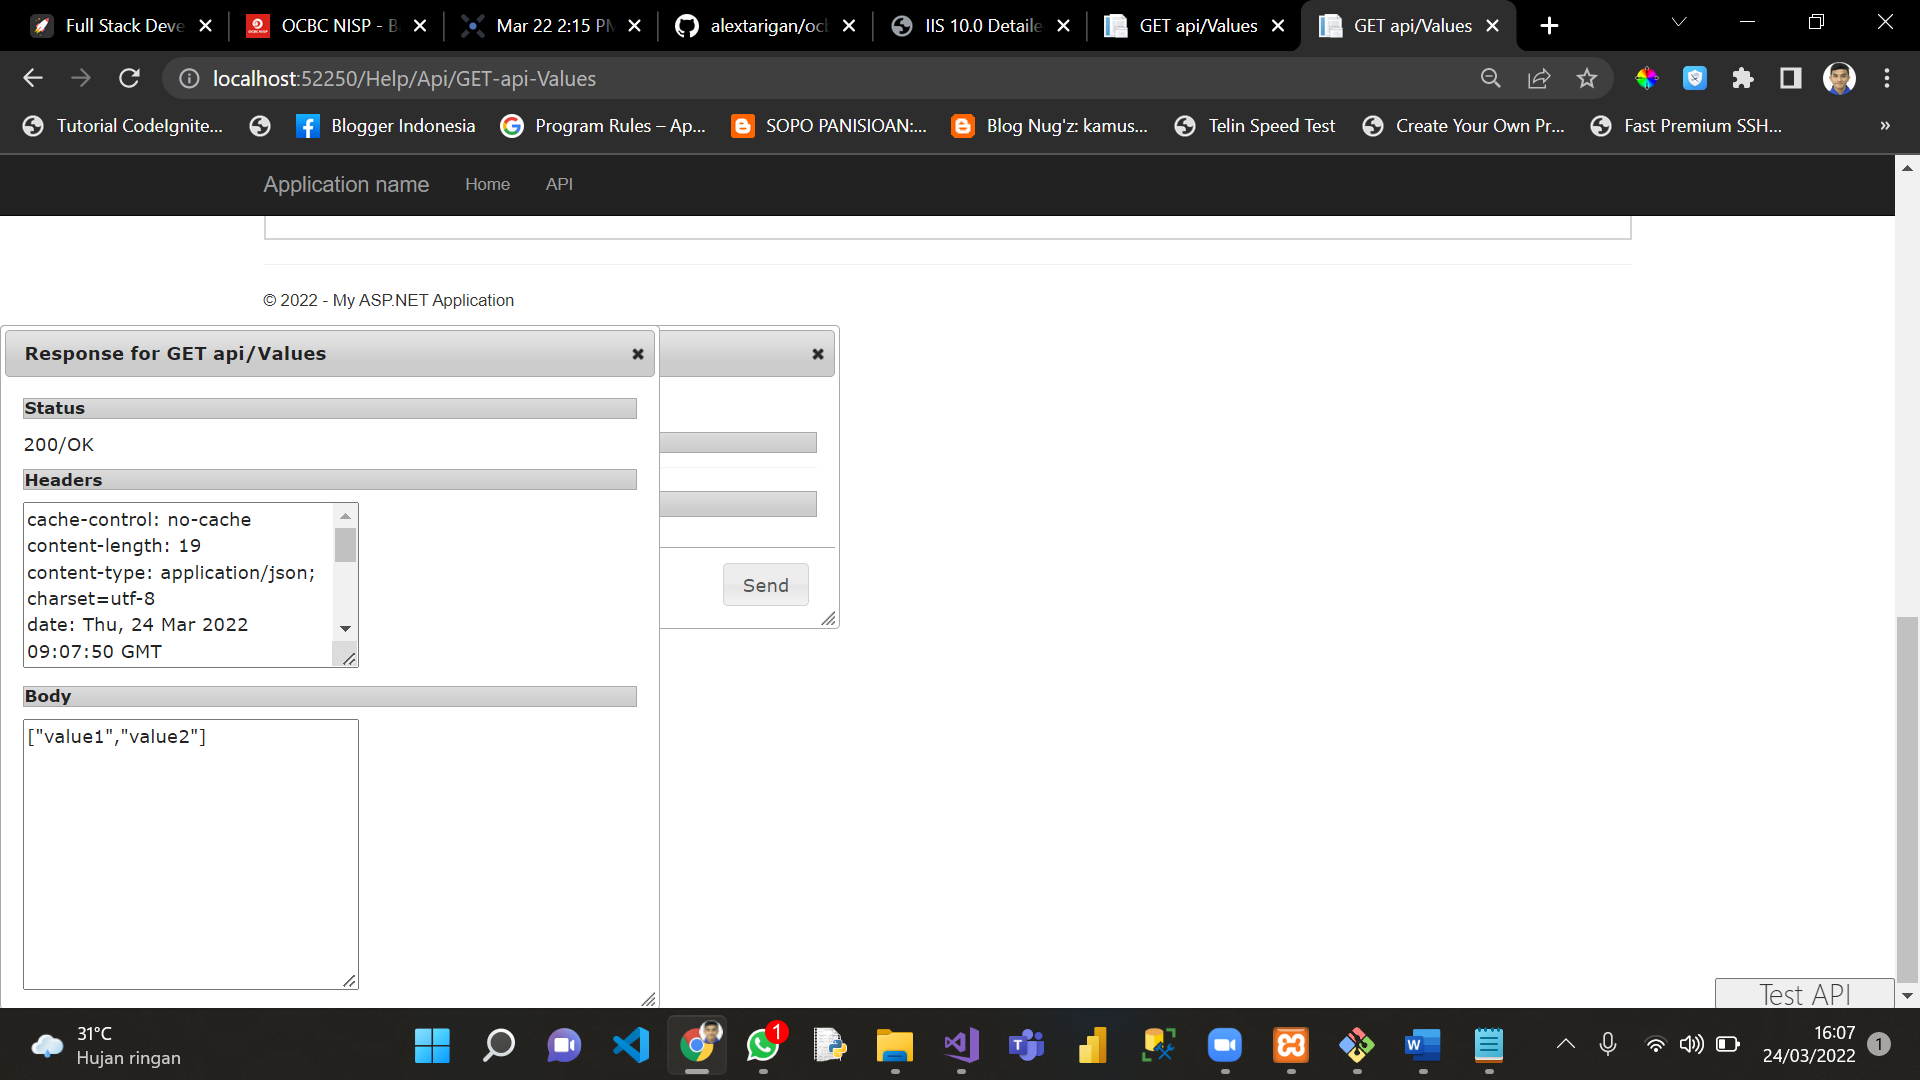 Full Stack Deve
OCBC NISP - B
Mar 22 2:15 PM
alextarigan/ocb
IIS 10.0 Detaile
GET api/Values
GET api/Values
localhost:52250/Help/Api/GET-api-Values
Tutorial CodeIgnite...
Blogger Indonesia
Program Rules – Ap...
SOPO PANISIOAN:...
Blog Nug'z: kamus...
Telin Speed Test
Create Your Own Pr...
Fast Premium SSH...
»
Application name
Home
API
© 2022 - My ASP.NET Application
Response for GET api/Values
Status
200/OK
Headers
cache-control: no-cache
content-length: 19
content-type: application/json;
charset=utf-8
date: Thu, 24 Mar 2022
09:07:50 GMT
Send
Body
["value1","value2"]
Test API
31°C
Hujan ringan
1
16:07
24/03/2022
1